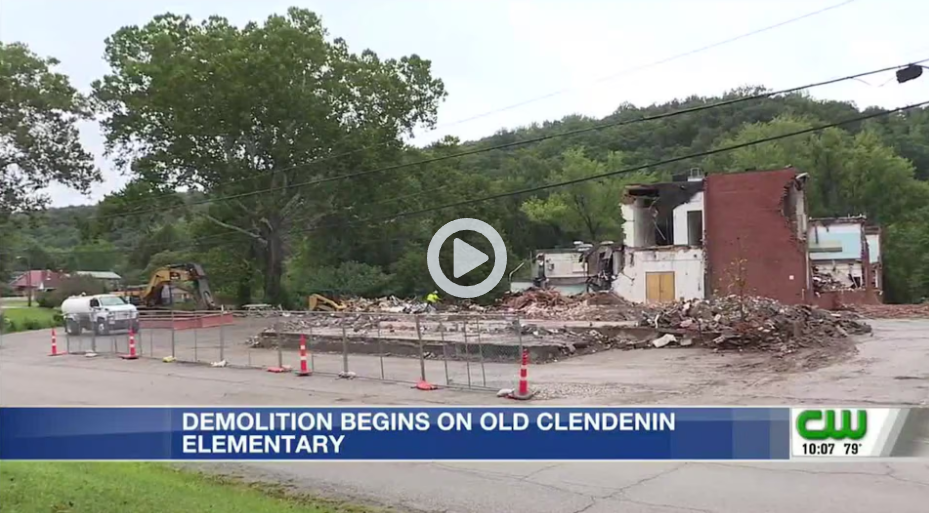 DEMOLITION BEGINS ON OLD CLENDENIN
ELEMENTARY
CW
10:07 79°